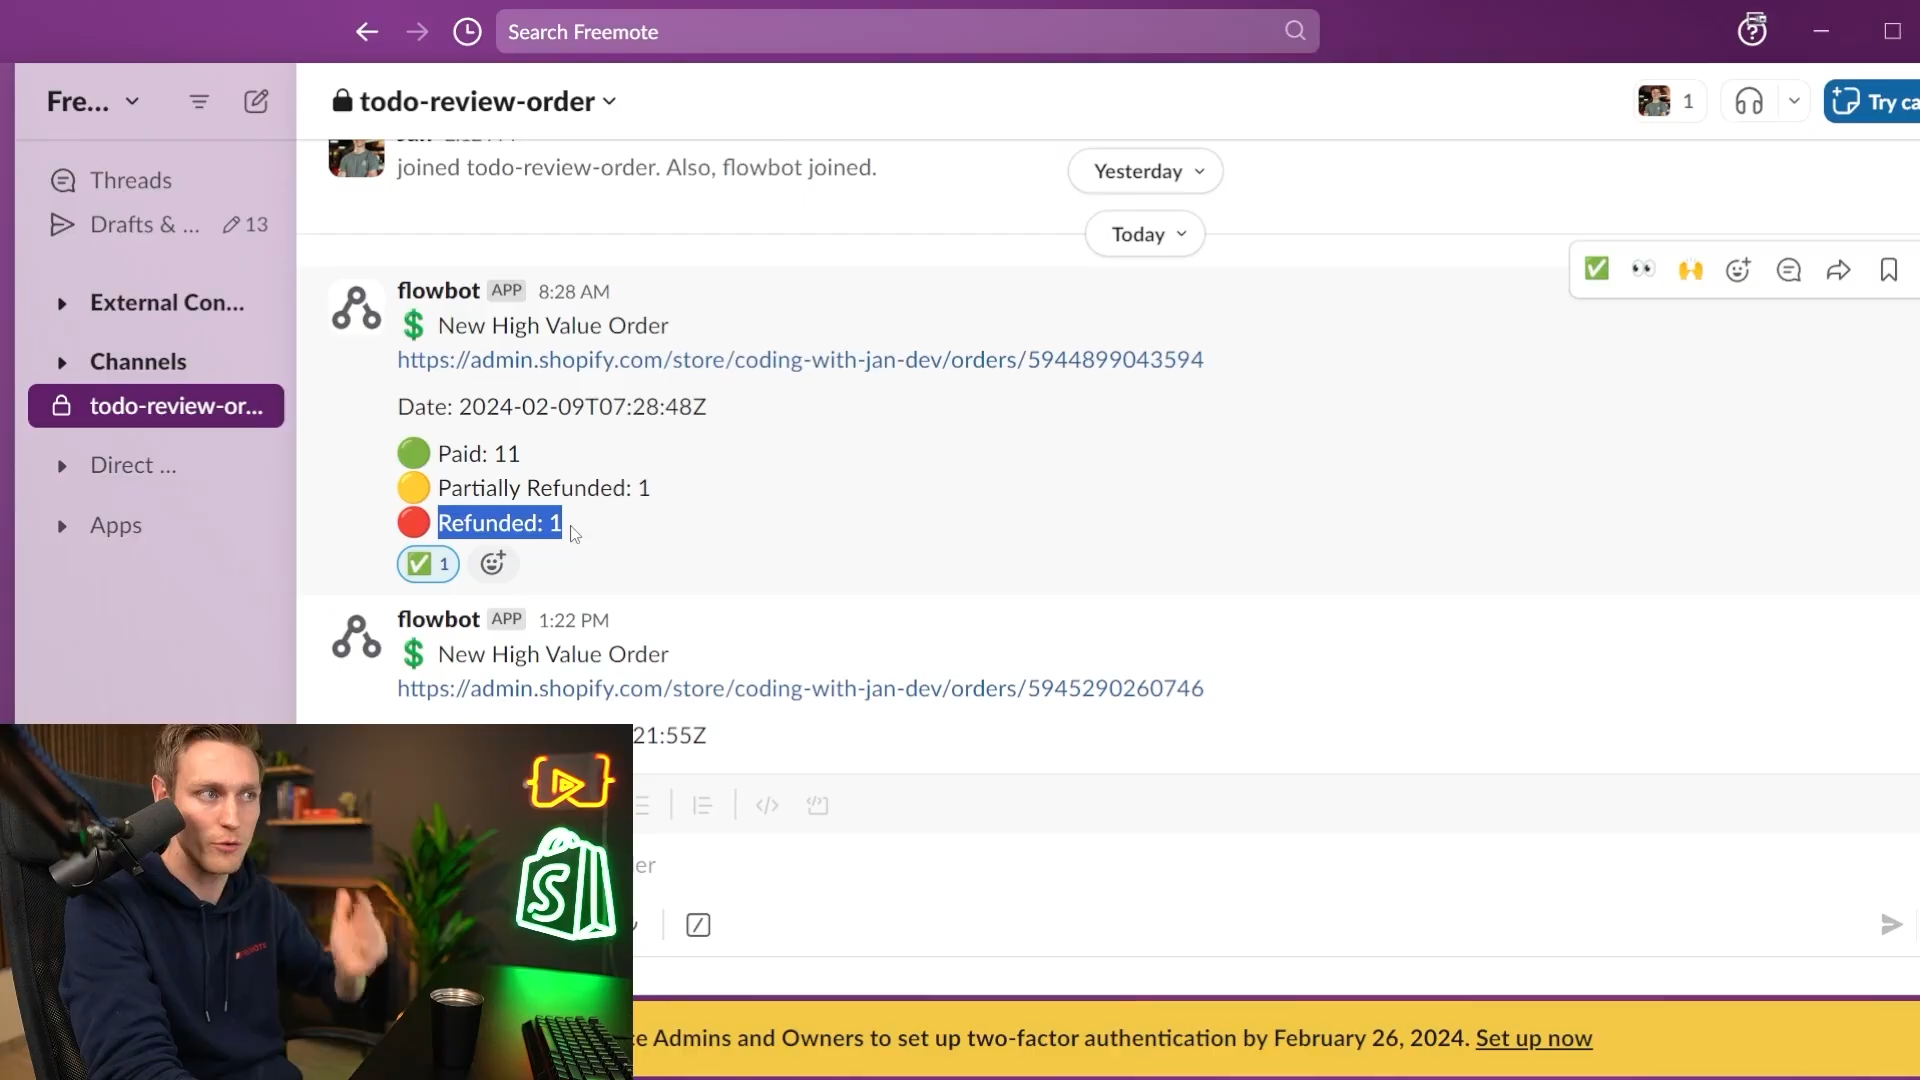 Search Freemote
Fre...
todo-review-order
1
Try ca
Threads
Drafts & ...
13
External Con...
Channels
todo-review-or...
Direct ...
Apps
joined todo-review-order. Also, flowbot joined.
Yesterday
Today
flowbot APP 8:28 AM
New High Value Order
https://admin.shopify.com/store/coding-with-jan-dev/orders/5944899043594
Date: 2024-02-09T07:28:48Z
Paid: 11
Partially Refunded: 1
Refunded: 1
1
flowbot APP 1:22 PM
New High Value Order
https://admin.shopify.com/store/coding-with-jan-dev/orders/5945290260746
21:55Z
er
e Admins and Owners to set up two-factor authentication by February 26, 2024. Set up now